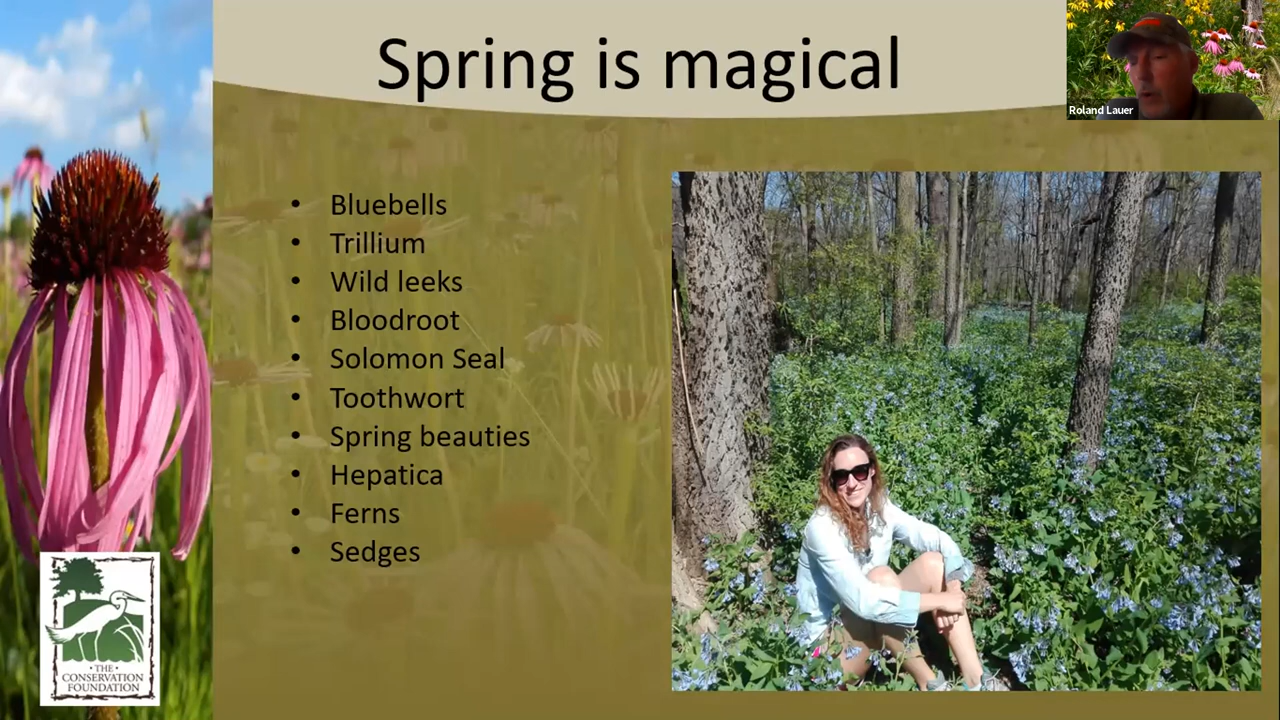 Spring is magical
Roland Lauer
• Bluebells
• Trillium
• Wild leeks
• Bloodroot
• Solomon Seal
• Toothwort
• Spring beauties
• Hepatica
• Ferns
• Sedges
• THE •
CONSERVATION
FOUNDATION